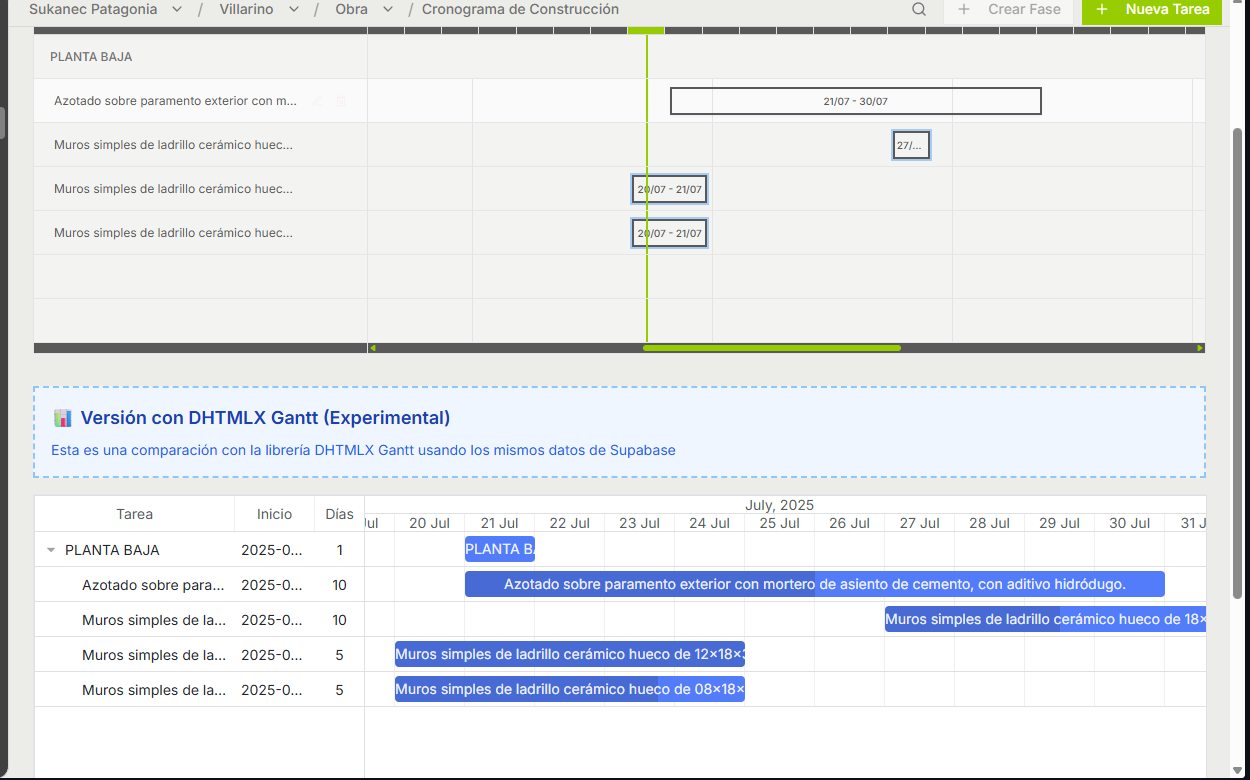 Sukanec Patagonia / Villarino / Obra / Cronograma de Construcción Crear Fase Nueva Tarea
PLANTA BAJA
Azotado sobre paramento exterior con m... 21/07 - 30/07
Muros simples de ladrillo cerámico huec... 27/...
Muros simples de ladrillo cerámico huec... 20/07 - 21/07
Muros simples de ladrillo cerámico huec... 20/07 - 21/07
Versión con DHTMLX Gantt (Experimental)
Esta es una comparación con la librería DHTMLX Gantt usando los mismos datos de Supabase
July, 2025
Tarea Inicio Días
Jul 20 Jul 21 Jul 22 Jul 23 Jul 24 Jul 25 Jul 26 Jul 27 Jul 28 Jul 29 Jul 30 Jul 31 J
PLANTA BAJA 2025-0... 1 PLANTA B
Azotado sobre para... 2025-0... 10 Azotado sobre paramento exterior con mortero de asiento de cemento, con aditivo hidródugo.
Muros simples de la... 2025-0... 10 Muros simples de ladrillo cerámico hueco de 18×
Muros simples de la... 2025-0... 5 Muros simples de ladrillo cerámico hueco de 12×18×3
Muros simples de la... 2025-0... 5 Muros simples de ladrillo cerámico hueco de 08×18×